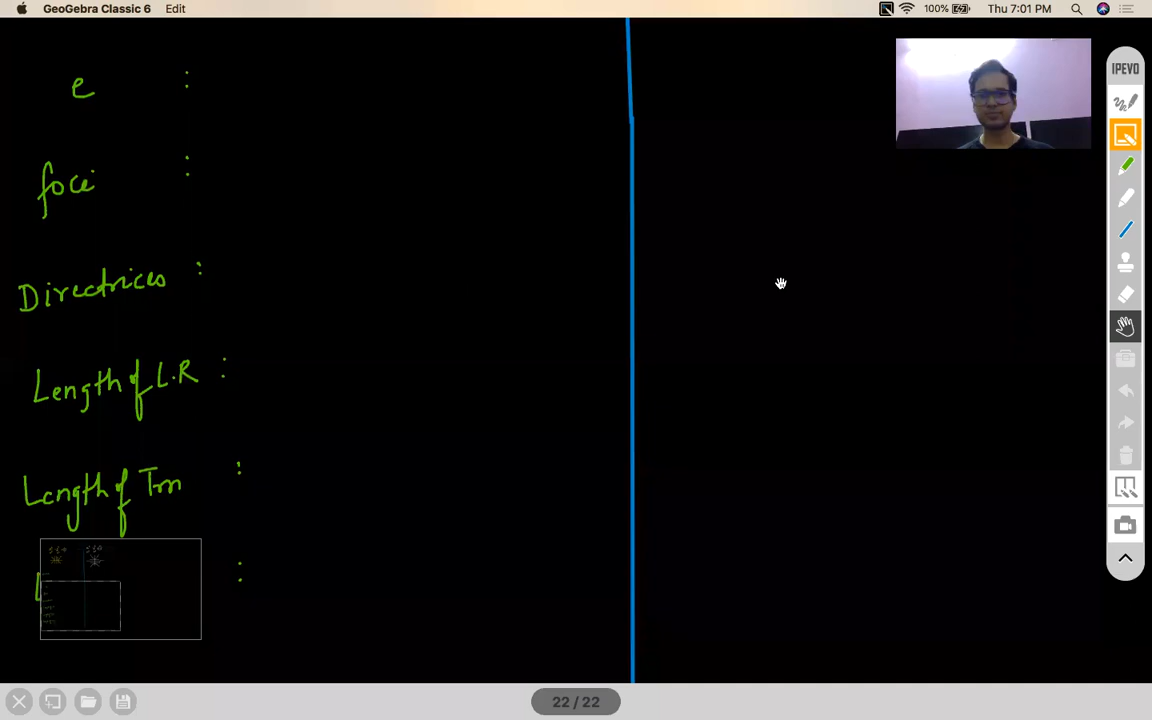 GeoGebra Classic 6 Edit 100% Thu 7:01 PM
IPEVO
e :
foci :
Directrices :
Length of L.R :
Length of Trn :
:
22 / 22